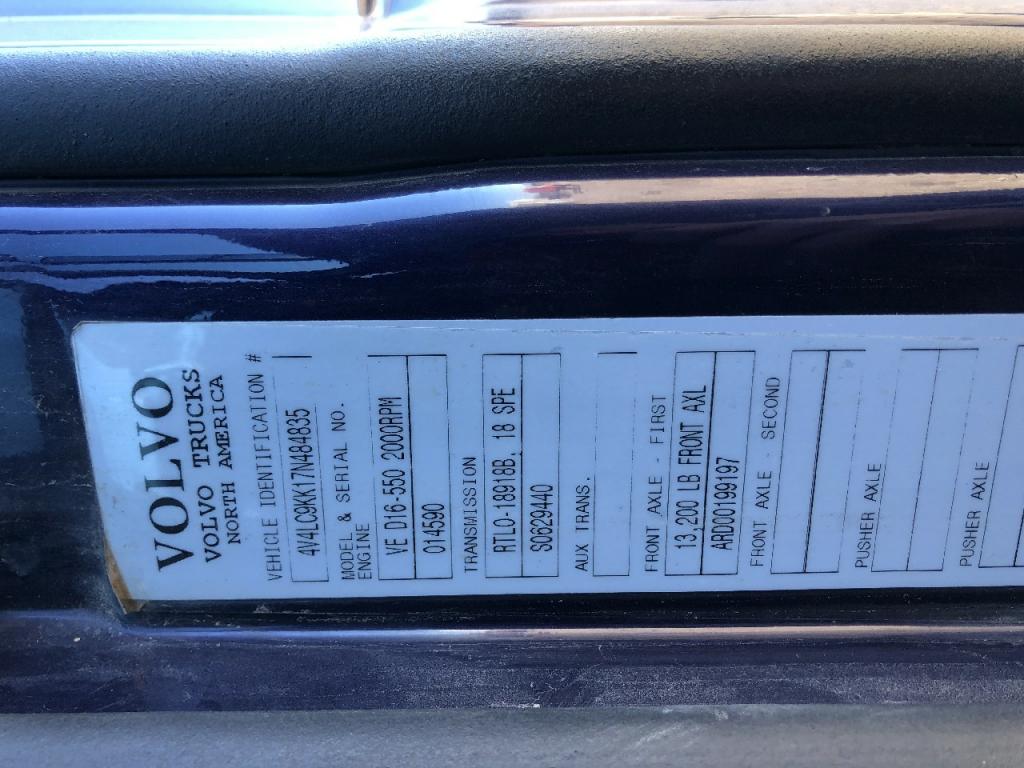 VOLVO
VOLVO TRUCKS
NORTH AMERICA
VEHICLE IDENTIFICATION #
4V4LC9KK17N484835
MODEL & SERIAL NO.
ENGINE
VE D16-550 2000RPM
014590
TRANSMISSION
RTLO-18918B, 18 SPE
S0629440
AUX TRANS.
FRONT AXLE - FIRST
13,200 LB FRONT AXL
ARD00199197
FRONT AXLE - SECOND
PUSHER AXLE
PUSHER AXLE